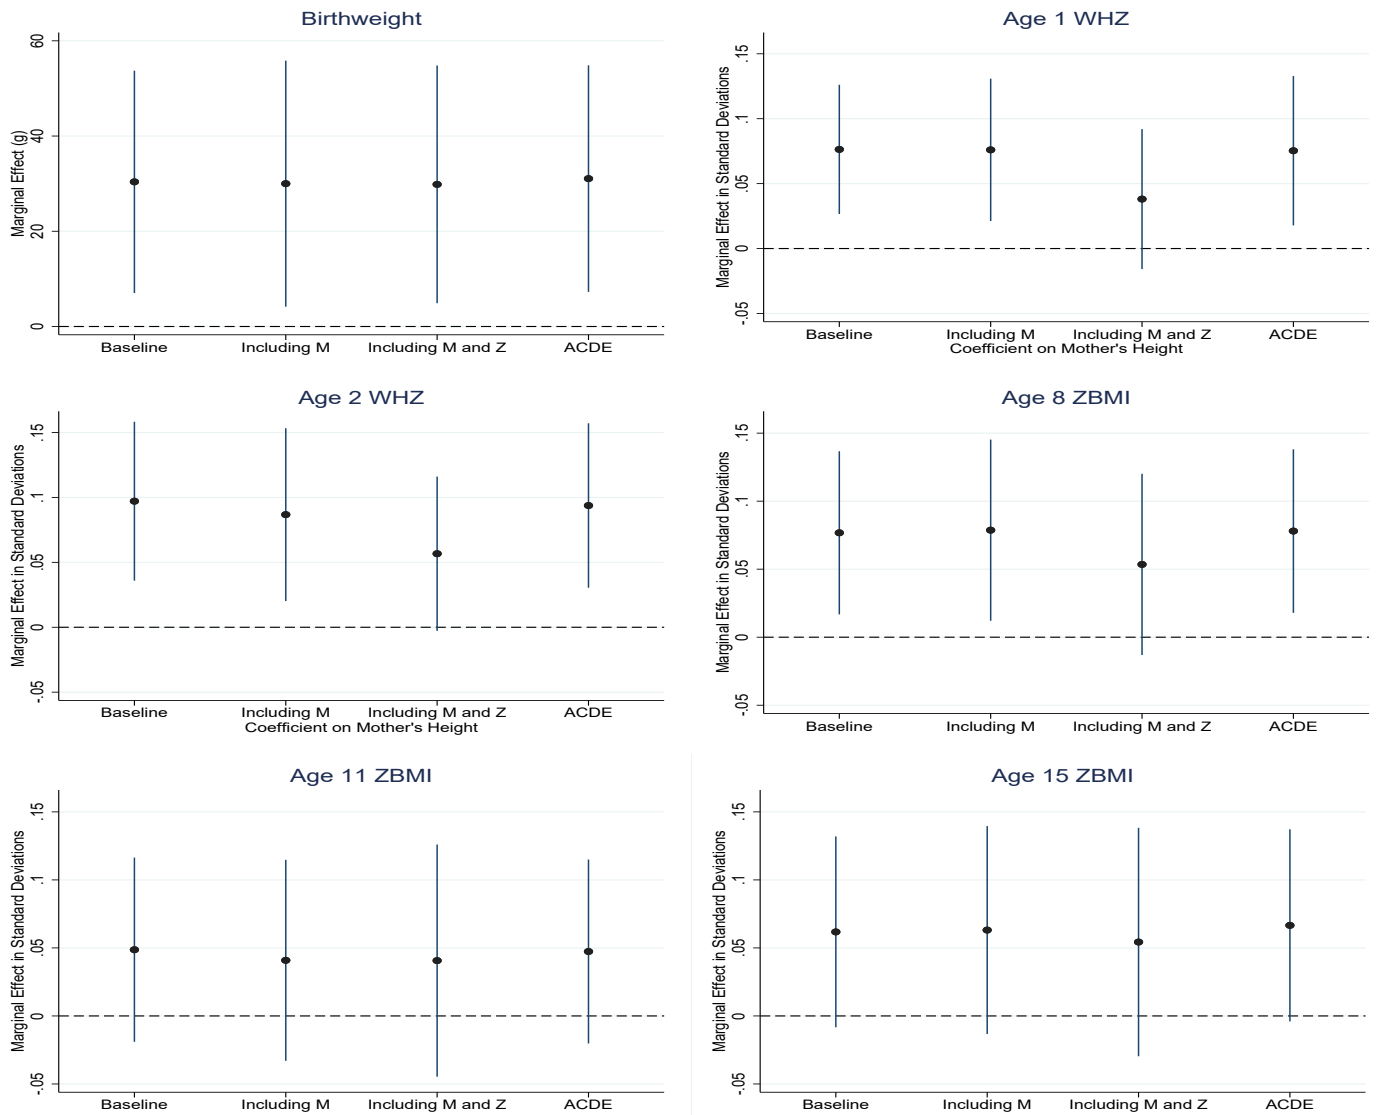 Birthweight
Marginal Effect (g)
60
40
20
0
Baseline Including M Including M and Z ACDE
Age 1 WHZ
Marginal Effect in Standard Deviations
.15
.1
.05
0
-.05
Baseline Including M Including M and Z ACDE
Coefficient on Mother's Height
Age 2 WHZ
Marginal Effect in Standard Deviations
.15
.1
.05
0
-.05
Baseline Including M Including M and Z ACDE
Coefficient on Mother's Height
Age 8 ZBMI
Marginal Effect in Standard Deviations
.15
.1
.05
0
-.05
Baseline Including M Including M and Z ACDE
Age 11 ZBMI
Marginal Effect in Standard Deviations
.15
.1
.05
0
-.05
Baseline Including M Including M and Z ACDE
Age 15 ZBMI
Marginal Effect in Standard Deviations
.15
.1
.05
0
-.05
Baseline Including M Including M and Z ACDE